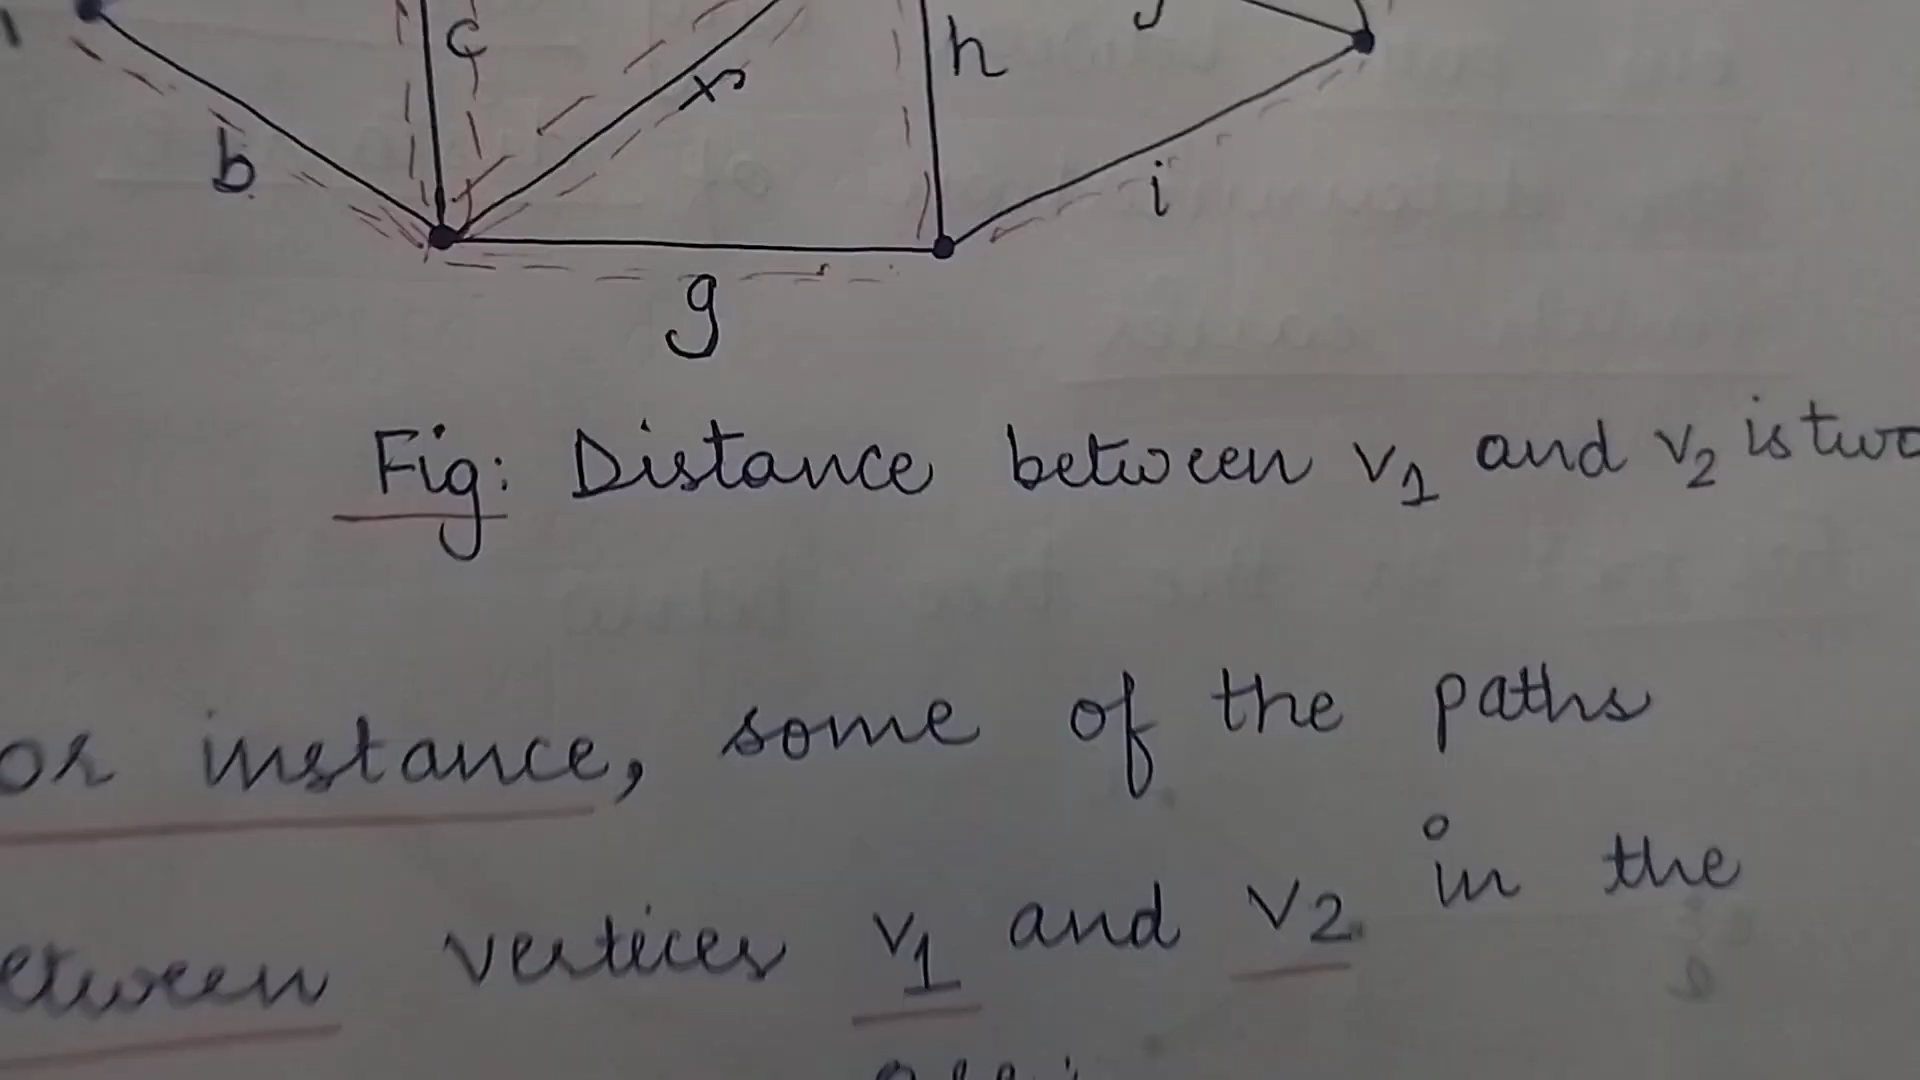 c
h
f
b
i
g
Fig: Distance between v1 and v2 is two
or instance, some of the paths
etween vertices v1 and v2 in the
are: